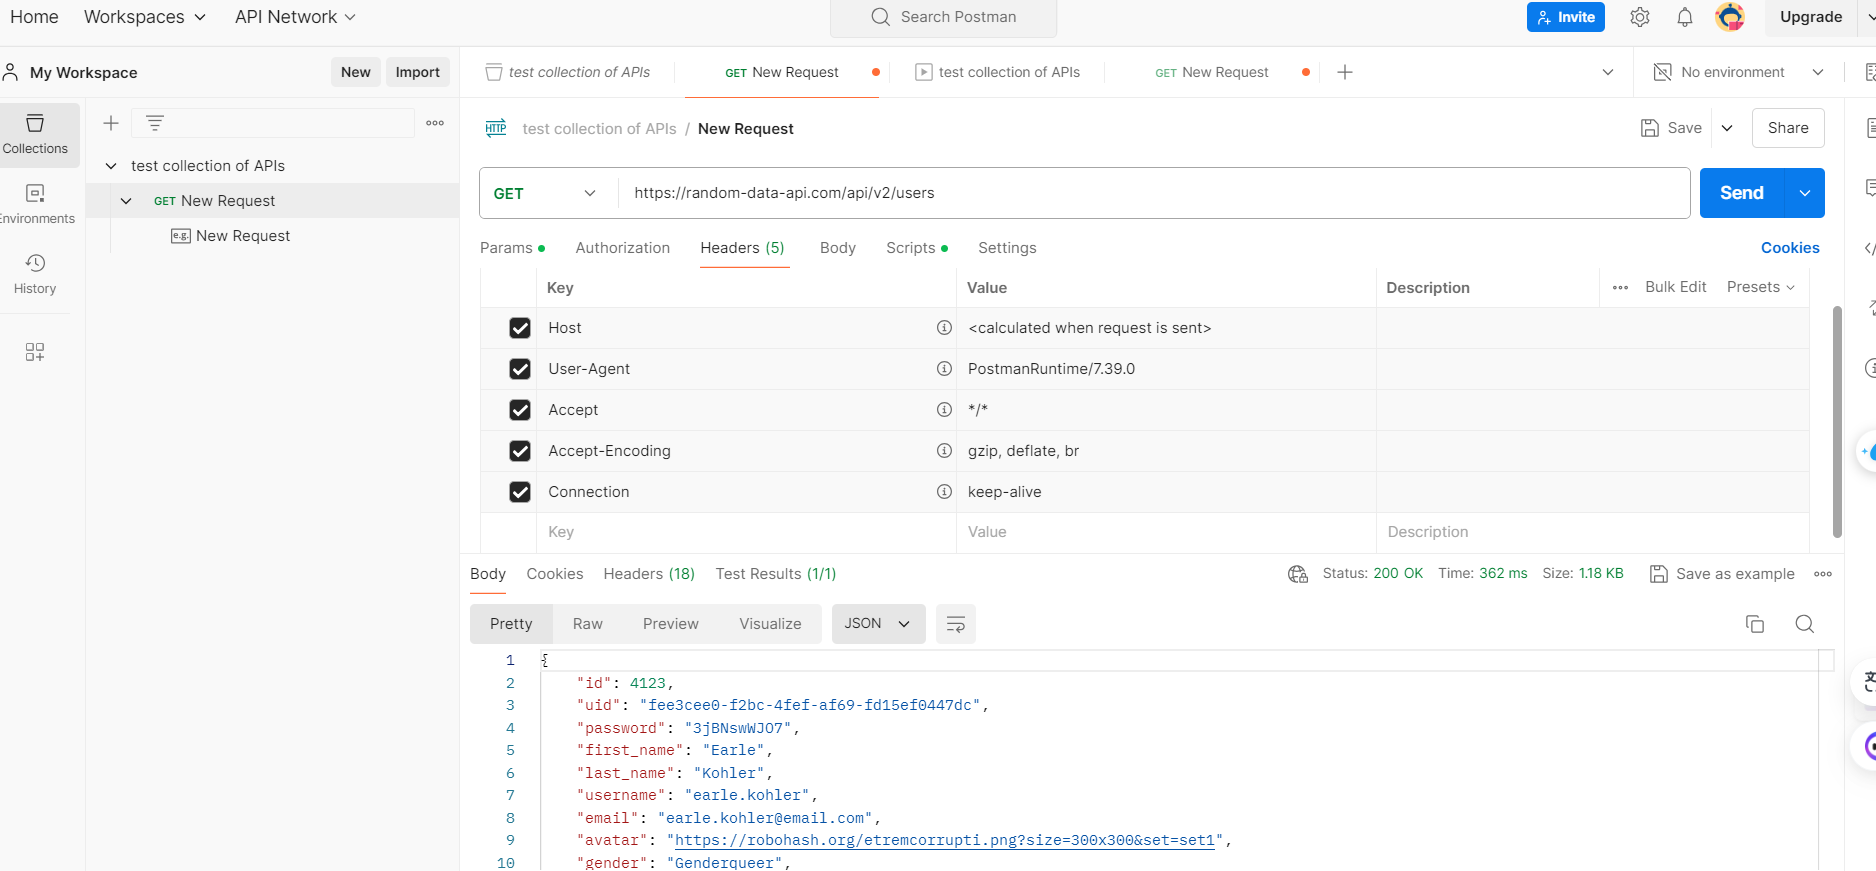 Home Workspaces API Network Search Postman Invite Upgrade
My Workspace New Import test collection of APIs GET New Request test collection of APIs GET New Request No environment
Collections
Environments
History
test collection of APIs
GET New Request
e.g. New Request
HTTP test collection of APIs / New Request Save Share
GET https://random-data-api.com/api/v2/users Send
Params Authorization Headers (5) Body Scripts Settings Cookies
Key Value Description Bulk Edit Presets
Host <calculated when request is sent>
User-Agent PostmanRuntime/7.39.0
Accept */*
Accept-Encoding gzip, deflate, br
Connection keep-alive
Key Value Description
Body Cookies Headers (18) Test Results (1/1) Status: 200 OK Time: 362 ms Size: 1.18 KB Save as example
Pretty Raw Preview Visualize JSON
1 {
2 "id": 4123,
3 "uid": "fee3cee0-f2bc-4fef-af69-fd15ef0447dc",
4 "password": "3jBNswWJO7",
5 "first_name": "Earle",
6 "last_name": "Kohler",
7 "username": "earle.kohler",
8 "email": "earle.kohler@email.com",
9 "avatar": "https://robohash.org/etremcorrupti.png?size=300x300&set=set1",
10 "gender": "Genderqueer",